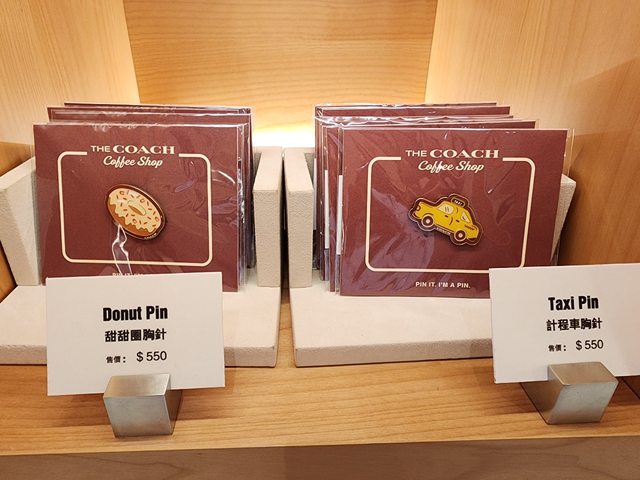 THE COACH
Coffee Shop
THE COACH
Coffee Shop
TAXI
PIN IT. I'M A PIN.
Donut Pin
甜甜圈胸針
售價： $550
Taxi Pin
計程車胸針
售價： $550